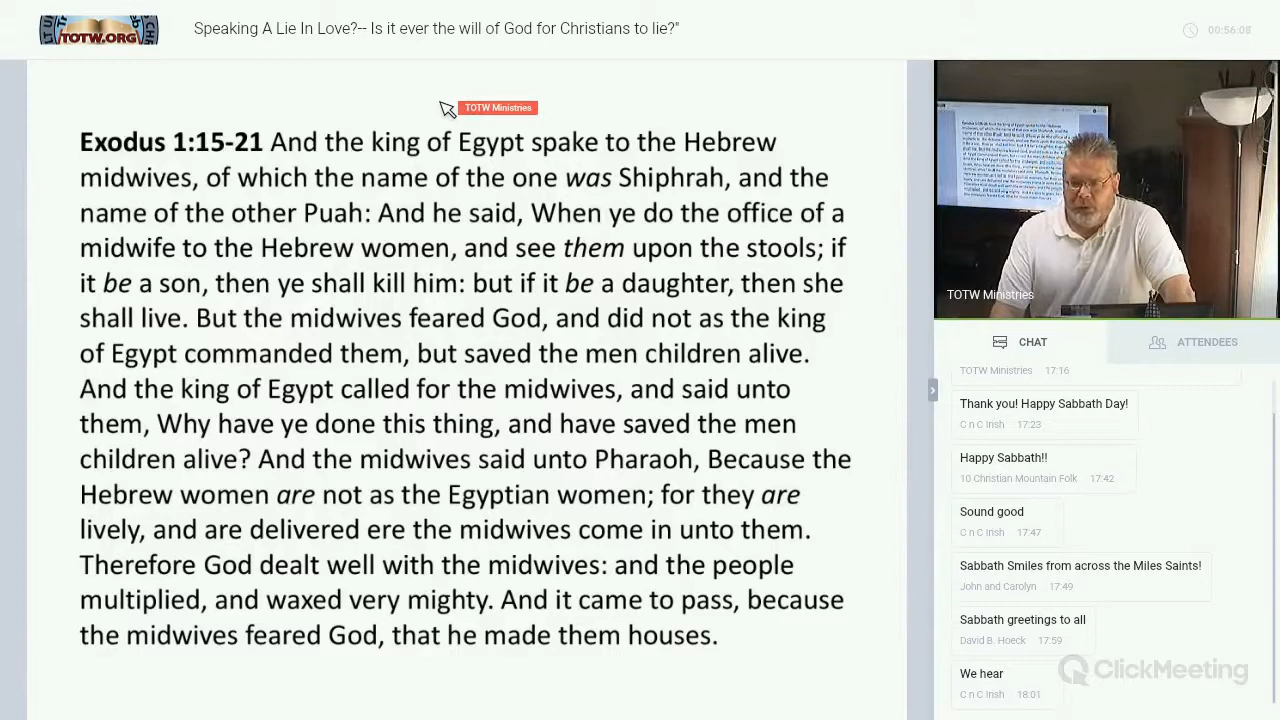 TOTW.ORG
Speaking A Lie In Love?-- Is it ever the will of God for Christians to lie?"
00:56:08
TOTW Ministries
Exodus 1:15-21 And the king of Egypt spake to the Hebrew
midwives, of which the name of the one was Shiphrah, and the
name of the other Puah: And he said, When ye do the office of a
midwife to the Hebrew women, and see them upon the stools; if
it be a son, then ye shall kill him: but if it be a daughter, then she
shall live. But the midwives feared God, and did not as the king
of Egypt commanded them, but saved the men children alive.
And the king of Egypt called for the midwives, and said unto
them, Why have ye done this thing, and have saved the men
children alive? And the midwives said unto Pharaoh, Because the
Hebrew women are not as the Egyptian women; for they are
lively, and are delivered ere the midwives come in unto them.
Therefore God dealt well with the midwives: and the people
multiplied, and waxed very mighty. And it came to pass, because
the midwives feared God, that he made them houses.
TOTW Ministries
CHAT
ATTENDEES
TOTW Ministries 17:16
Thank you! Happy Sabbath Day!
C n C Irish 17:23
Happy Sabbath!!
10 Christian Mountain Folk 17:42
Sound good
C n C Irish 17:47
Sabbath Smiles from across the Miles Saints!
John and Carolyn 17:49
Sabbath greetings to all
David B. Hoeck 17:59
We hear
C n C Irish 18:01
ClickMeeting